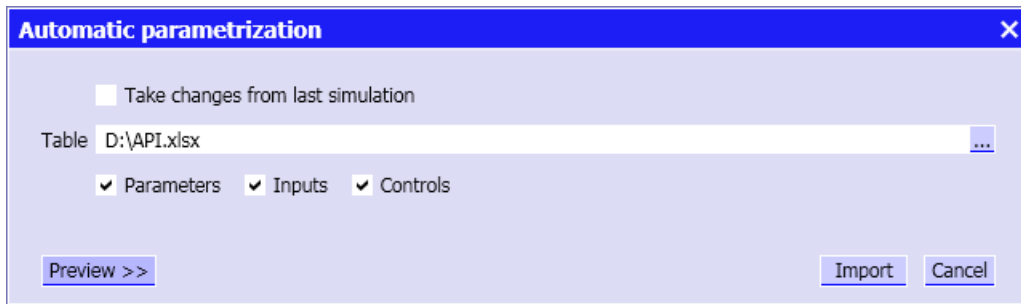 Automatic parametrization
Take changes from last simulation
Table D:\API.xlsx ...
Parameters Inputs Controls
Preview >> Import Cancel